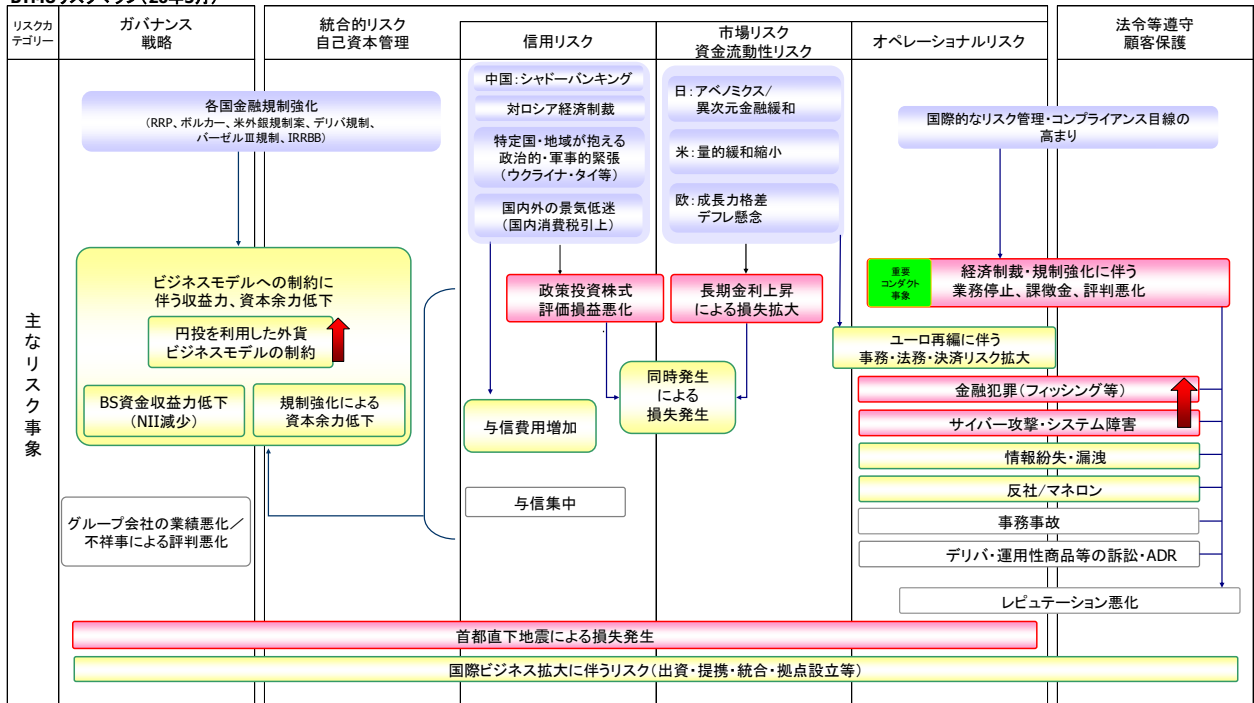 リスクカ
テゴリー
ガバナンス
戦略
統合的リスク
自己資本管理
信用リスク
市場リスク
資金流動性リスク
オペレーショナルリスク
法令等遵守
顧客保護
主なリスク事象
各国金融規制強化
(RRP、ボルカー、米外銀規制案、デリバ規制、
バーゼルⅢ規制、IRRBB)
中国:シャドーバンキング
対ロシア経済制裁
特定国・地域が抱える
政治的・軍事的緊張
(ウクライナ・タイ等)
国内外の景気低迷
(国内消費税引上)
日:アベノミクス/
異次元金融緩和
米:量的緩和縮小
欧:成長力格差
デフレ懸念
国際的なリスク管理・コンプライアンス目線の
高まり
ビジネスモデルへの制約に
伴う収益力、資本余力低下
円投を利用した外貨
ビジネスモデルの制約
BS資金収益力低下
(NII減少)
規制強化による
資本余力低下
グループ会社の業績悪化/
不祥事による評判悪化
政策投資株式
評価損益悪化
長期金利上昇
による損失拡大
同時発生
による
損失発生
与信費用増加
与信集中
重要
コンダクト
事象
経済制裁・規制強化に伴う
業務停止、課徴金、評判悪化
ユーロ再編に伴う
事務・法務・決済リスク拡大
金融犯罪(フィッシング等)
サイバー攻撃・システム障害
情報紛失・漏洩
反社/マネロン
事務事故
デリバ・運用性商品等の訴訟・ADR
レピュテーション悪化
首都直下地震による損失発生
国際ビジネス拡大に伴うリスク(出資・提携・統合・拠点設立等)